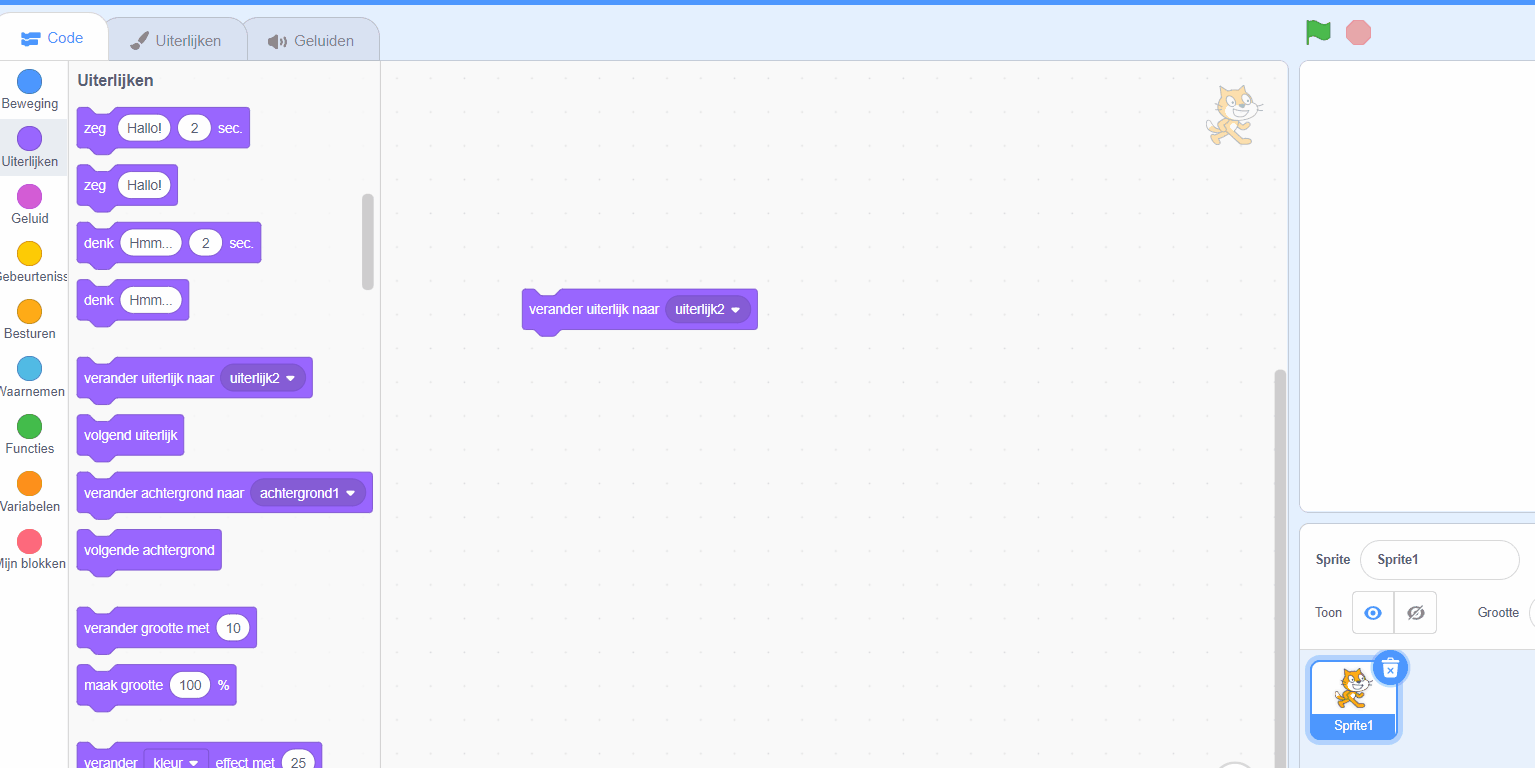 Code
Uiterlijken
Geluiden
Beweging
Uiterlijken
Geluid
Gebeurteniss
Besturen
Waarnemen
Functies
Variabelen
Mijn blokken
Uiterlijken
zeg Hallo! 2 sec.
zeg Hallo!
denk Hmm... 2 sec.
denk Hmm...
verander uiterlijk naar uiterlijk2
volgend uiterlijk
verander achtergrond naar achtergrond1
volgende achtergrond
verander grootte met 10
maak grootte 100 %
verander kleur effect met 25
verander uiterlijk naar uiterlijk2
Sprite Sprite1
Toon
Grootte
Sprite1